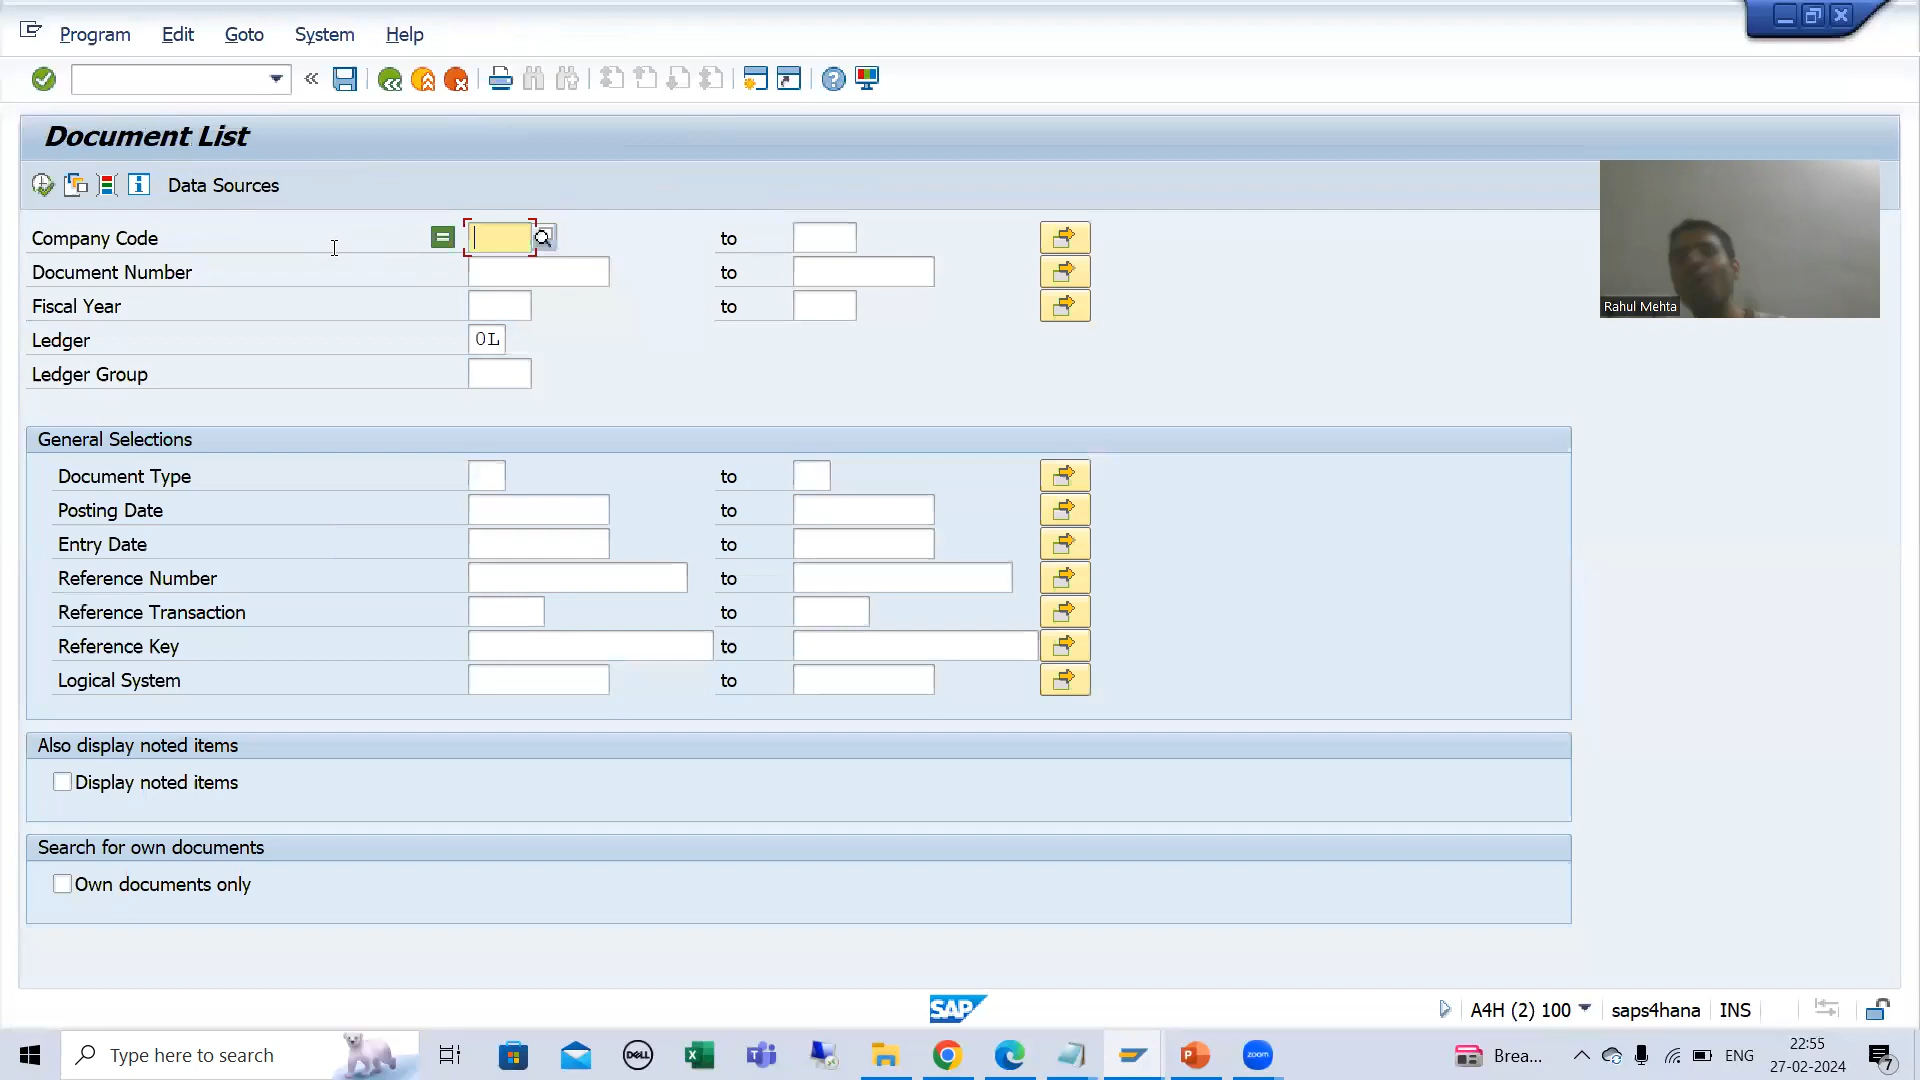 Program Edit Goto System Help
Document List
Data Sources
Company Code to
Document Number to
Fiscal Year to
Ledger 0L
Ledger Group
General Selections
Document Type to
Posting Date to
Entry Date to
Reference Number to
Reference Transaction to
Reference Key to
Logical System to
Also display noted items
Display noted items
Search for own documents
Own documents only
Rahul Mehta
SAP
A4H (2) 100 saps4hana INS
Type here to search
DELL
zoom
Brea...
ENG
22:55
27-02-2024
7